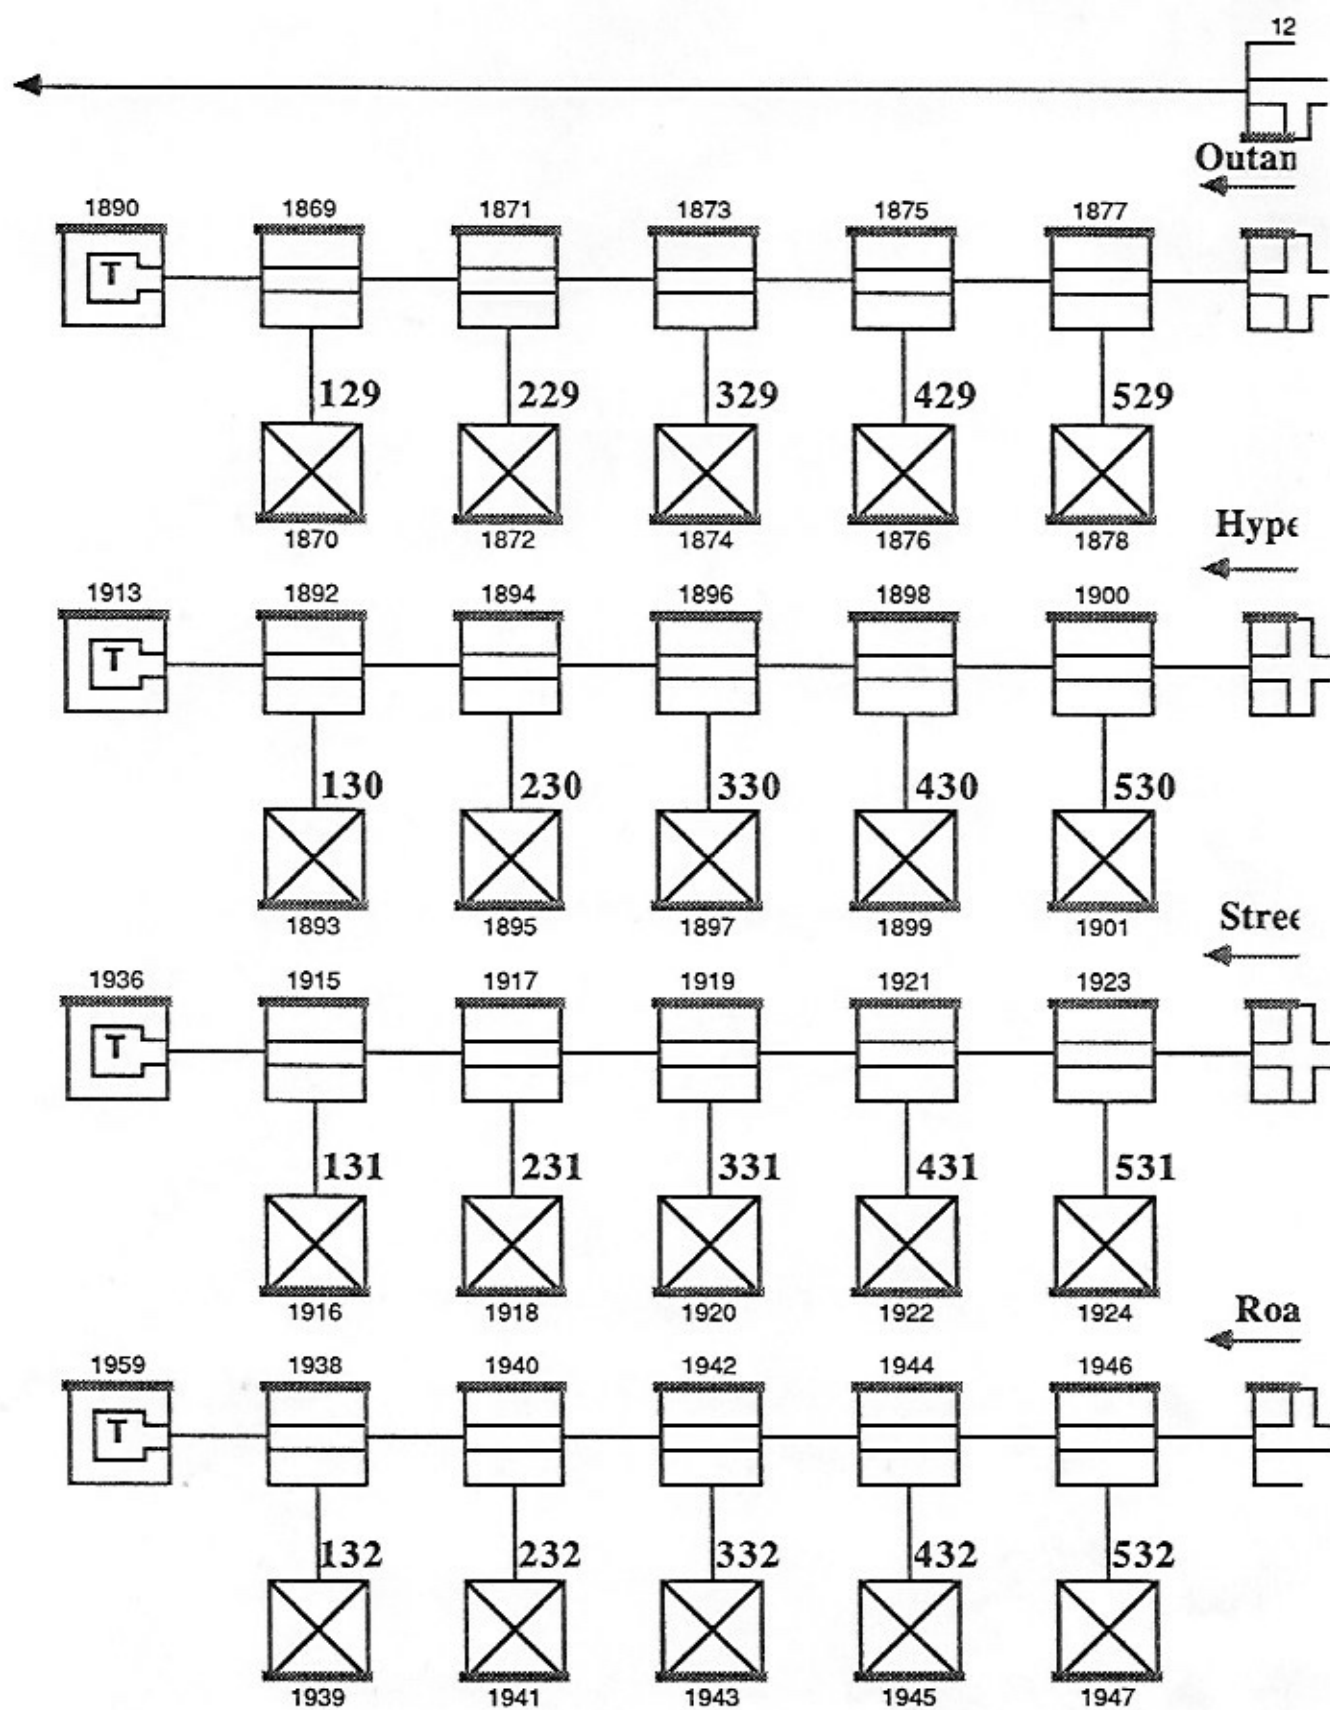 12
Outan
1890 1869 1871 1873 1875 1877
T
129 229 329 429 529
1870 1872 1874 1876 1878
Hype
1913 1892 1894 1896 1898 1900
T
130 230 330 430 530
1893 1895 1897 1899 1901
Stree
1936 1915 1917 1919 1921 1923
T
131 231 331 431 531
1916 1918 1920 1922 1924
Roa
1959 1938 1940 1942 1944 1946
T
132 232 332 432 532
1939 1941 1943 1945 1947